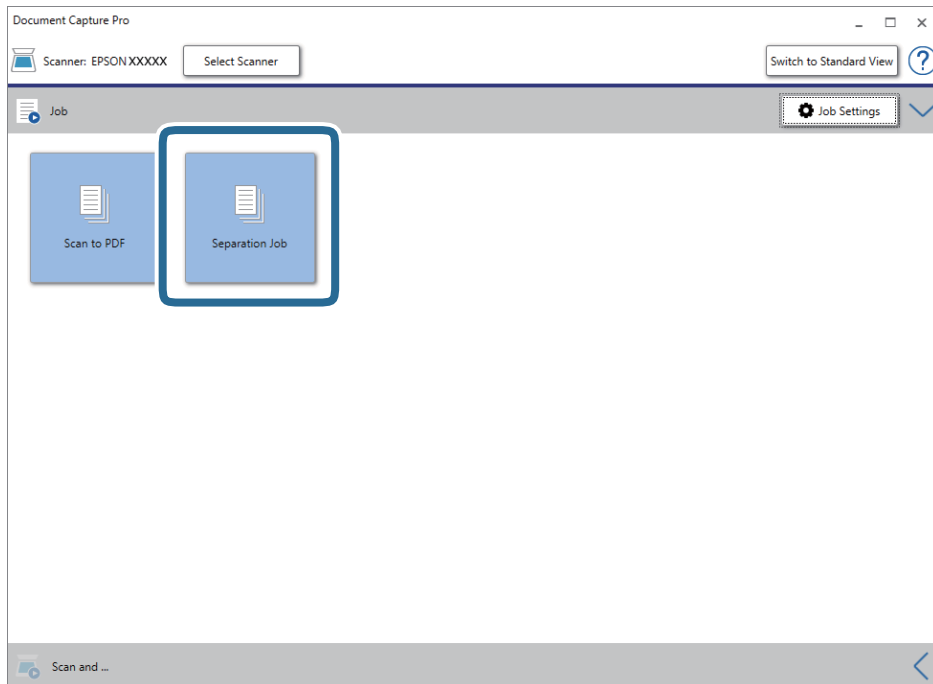 Document Capture Pro
Scanner: EPSON XXXXX
Select Scanner
Switch to Standard View
?
Job
Job Settings
Scan to PDF
Separation Job
Scan and ...